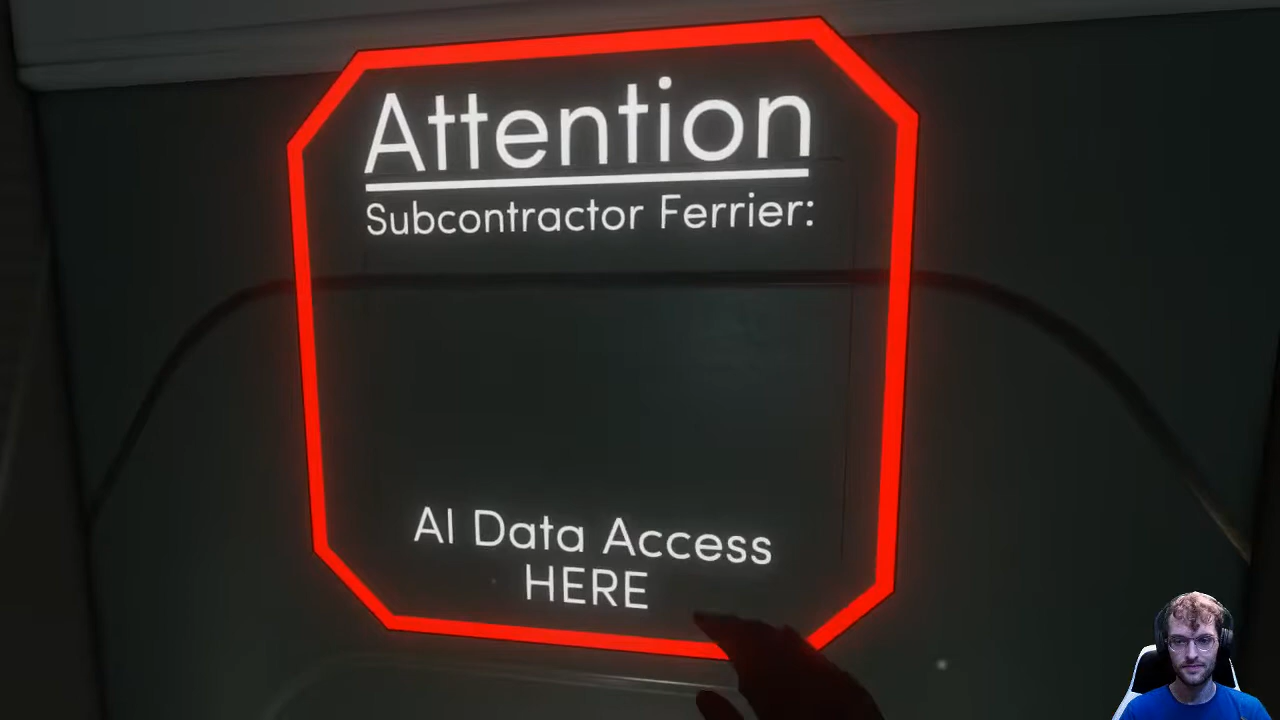 Attention
Subcontractor Ferrier:
AI Data Access
HERE